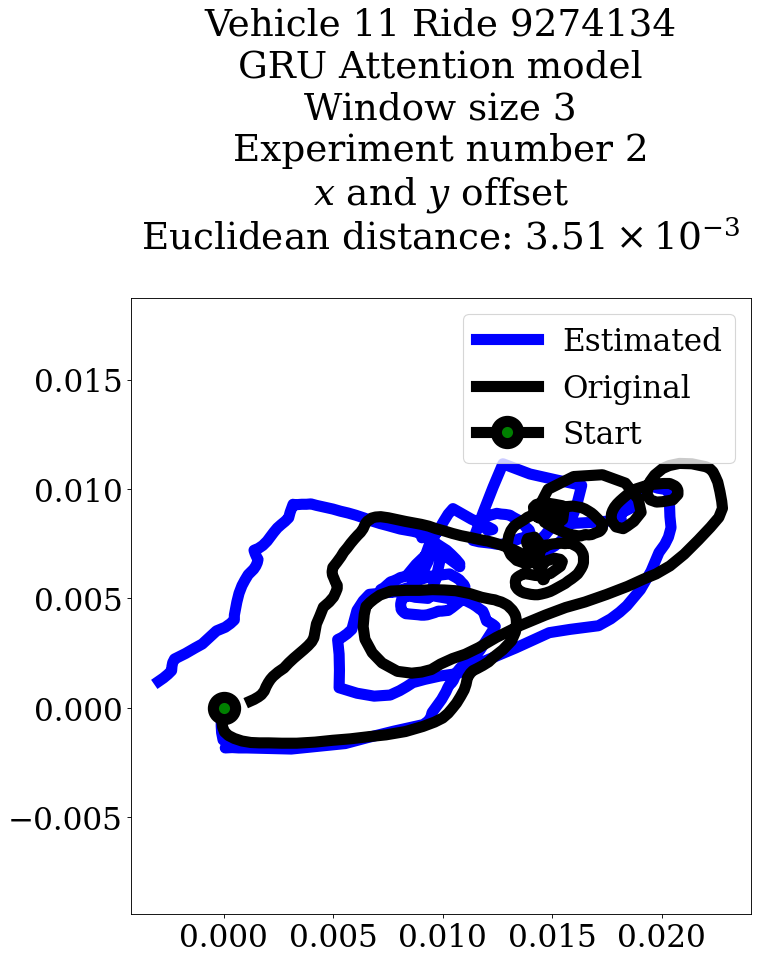 Vehicle 11 Ride 9274134
GRU Attention model
Window size 3
Experiment number 2
x and y offset
Euclidean distance: 3.51 × 10⁻³
Estimated
Original
Start
0.015
0.010
0.005
0.000
−0.005
0.000 0.005 0.010 0.015 0.020